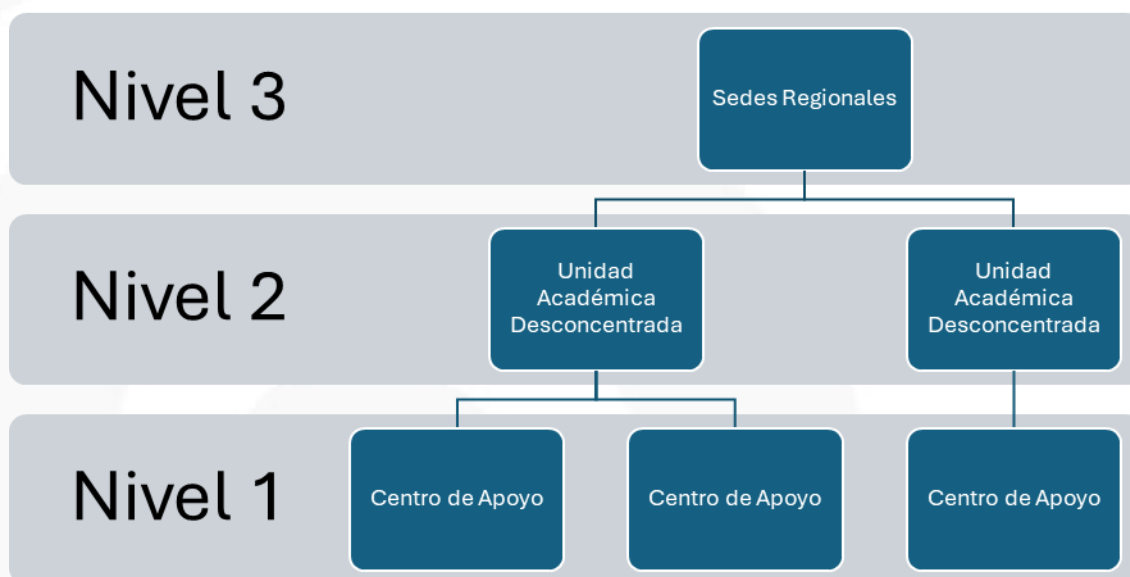 Nivel 3
Sedes Regionales
Nivel 2
Unidad
Académica
Desconcentrada
Unidad
Académica
Desconcentrada
Nivel 1
Centro de Apoyo
Centro de Apoyo
Centro de Apoyo